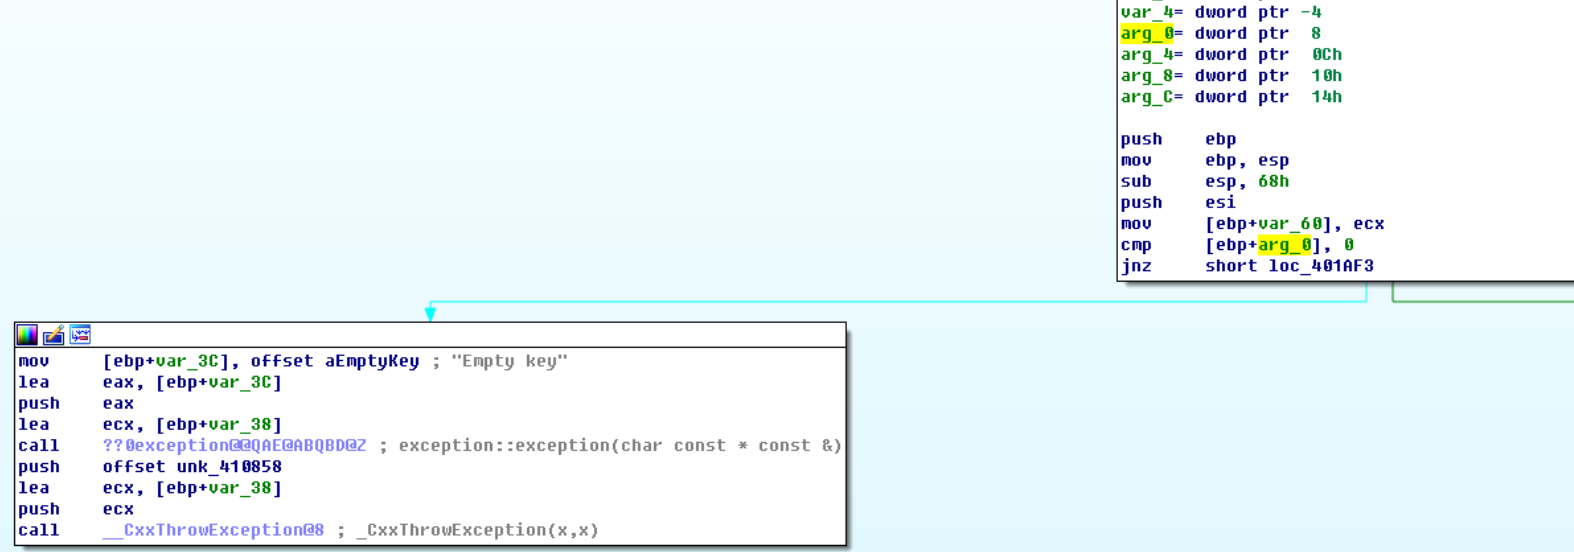 var_4= dword ptr -4
arg_0= dword ptr  8
arg_4= dword ptr  0Ch
arg_8= dword ptr  10h
arg_C= dword ptr  14h
push    ebp
mov     ebp, esp
sub     esp, 68h
push    esi
mov     [ebp+var_60], ecx
cmp     [ebp+arg_0], 0
jnz     short loc_401AF3
mov     [ebp+var_3C], offset aEmptyKey ; "Empty key"
lea     eax, [ebp+var_3C]
push    eax
lea     ecx, [ebp+var_38]
call    ??0exception@@QAE@ABQBD@Z ; exception::exception(char const * const &)
push    offset unk_410858
lea     ecx, [ebp+var_38]
push    ecx
call    __CxxThrowException@8 ; _CxxThrowException(x,x)